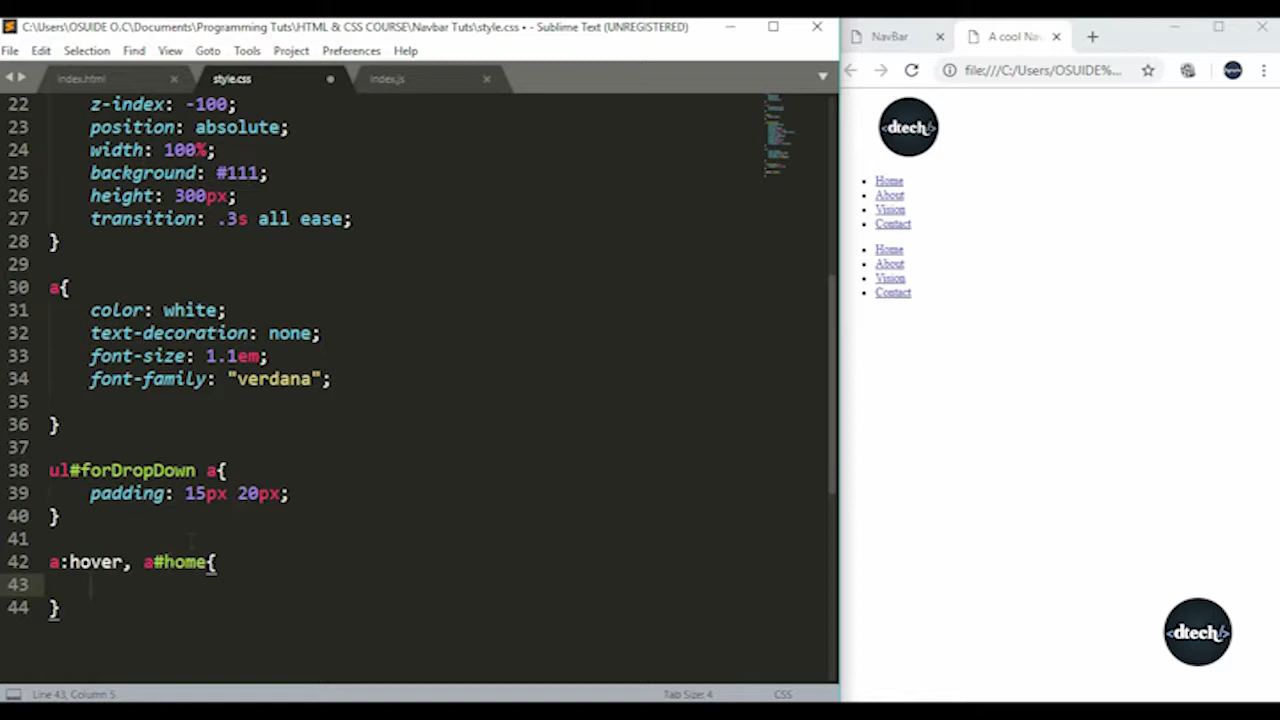 C:\Users\OSUIDE O.C\Documents\Programming Tuts\HTML & CSS COURSE\Navbar Tuts\style.css • - Sublime Text (UNREGISTERED)
File Edit Selection View Goto Tools Project Preferences Help
index.html style.css index.js
22 z-index: -100;
23 position: absolute;
24 width: 100%;
25 background: #111;
26 height: 300px;
27 transition: .3s all ease;
28 }
29
30 a{
31 color: white;
32 text-decoration: none;
33 font-size: 1.1em;
34 font-family: "verdana";
35
36 }
37
38 ul#forDropDown a{
39 padding: 15px 20px;
40 }
41
42 a:hover, a#home{
43
44 }
Line 43, Column 5 Tab Size: 4 CSS
NavBar A cool Nav
file:///C:/Users/OSUIDE%...
<dtech/>
Home
About
Vision
Contact
Home
About
Vision
Contact
<dtech/>